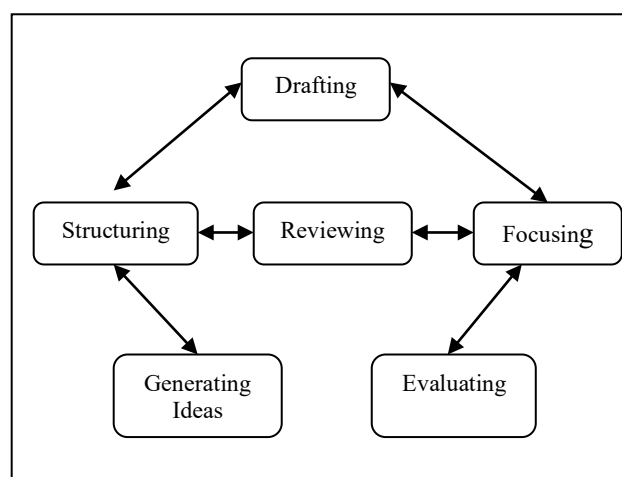 Drafting
Structuring
Reviewing
Focusing
Generating
Ideas
Evaluating